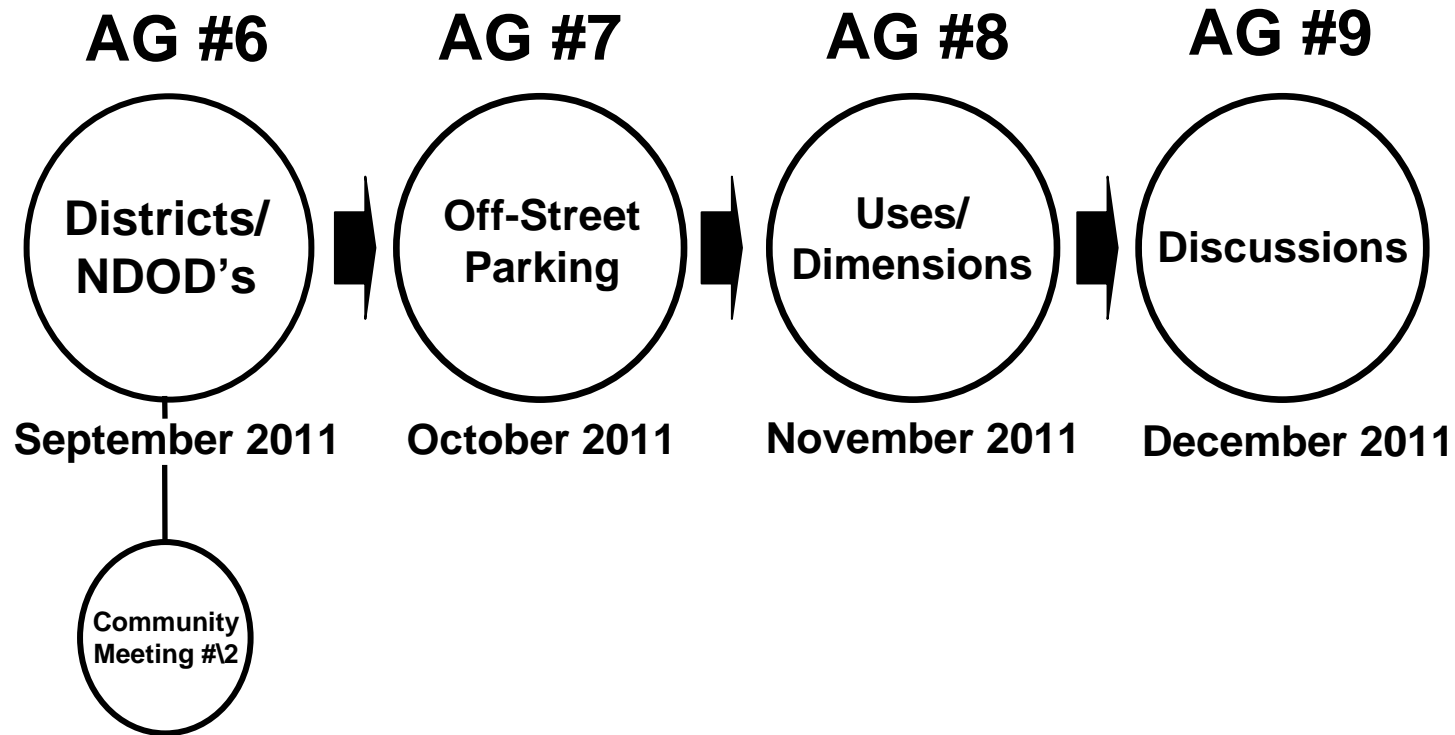 AG #6
AG #7
AG #8
AG #9
Districts/
NDOD’s
Off-Street
Parking
Uses/
Dimensions
Discussions
September 2011
October 2011
November 2011
December 2011
Community
Meeting #\2